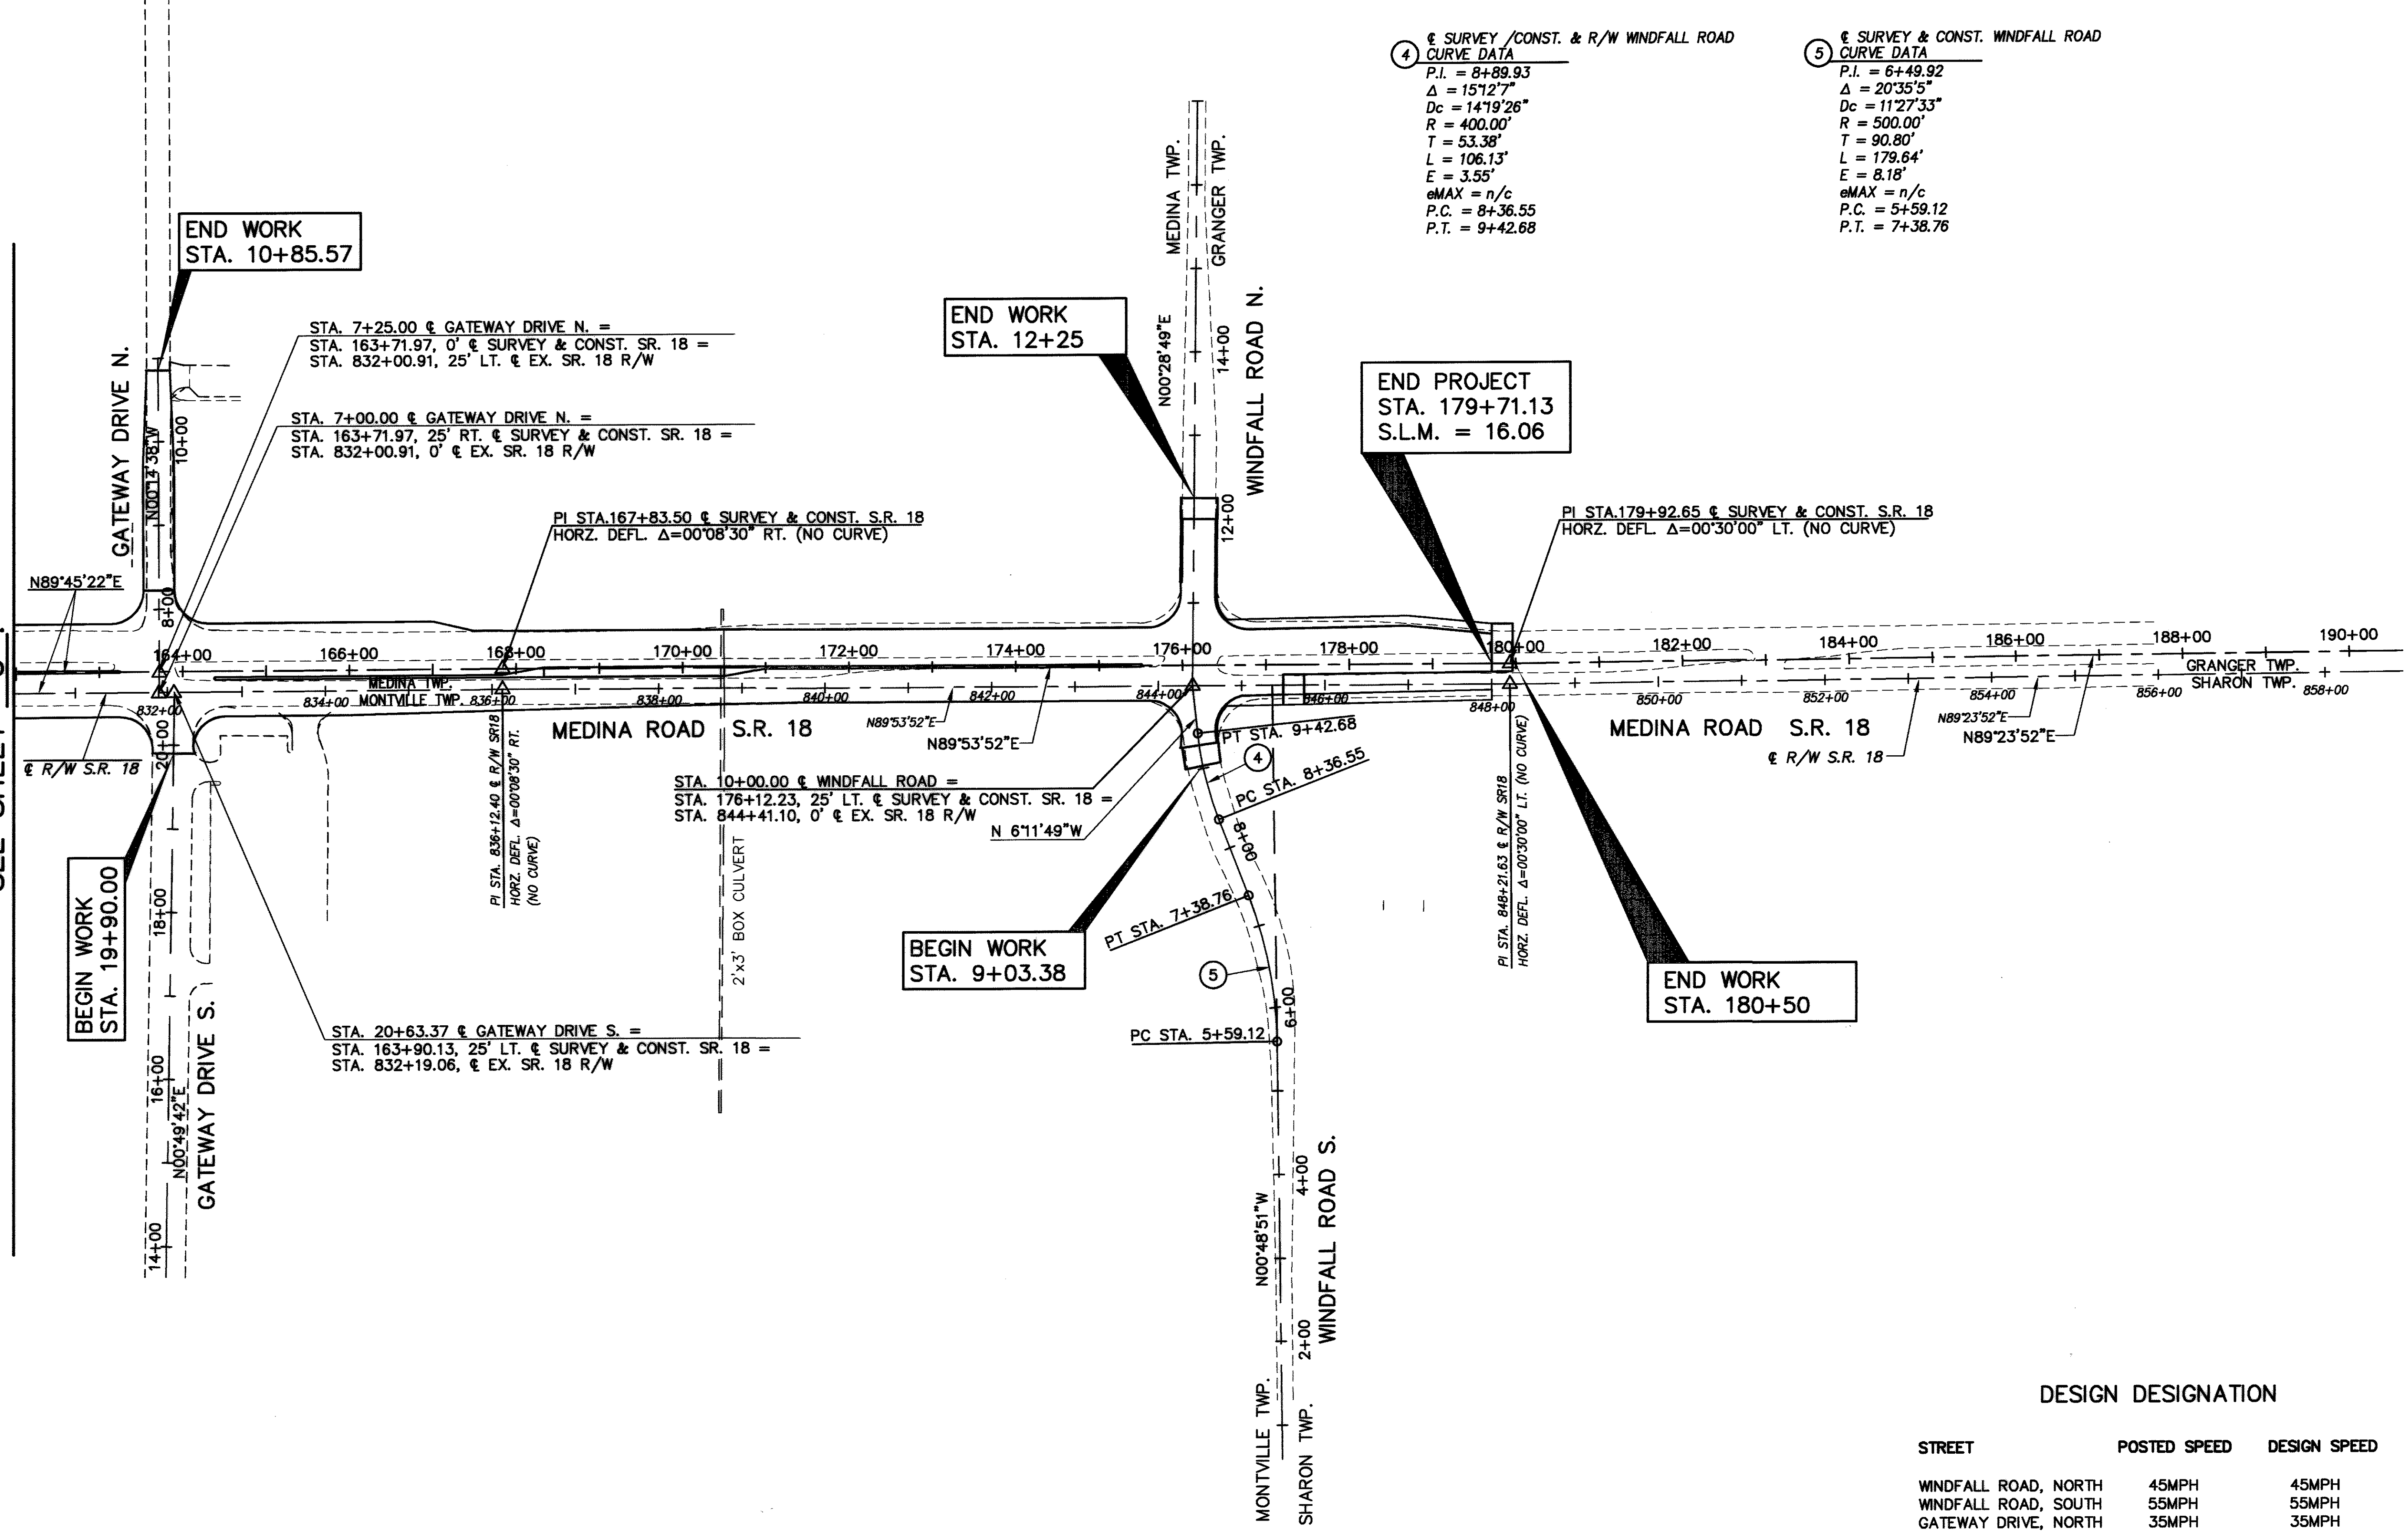 ℄ SURVEY /CONST. & R/W WINDFALL ROAD
4 CURVE DATA
P.I. = 8+89.93
Δ = 15°12'7"
Dc = 14°19'26"
R = 400.00'
T = 53.38'
L = 106.13'
E = 3.55'
eMAX = n/c
P.C. = 8+36.55
P.T. = 9+42.68
℄ SURVEY & CONST. WINDFALL ROAD
5 CURVE DATA
P.I. = 6+49.92
Δ = 20°35'5"
Dc = 11°27'33"
R = 500.00'
T = 90.80'
L = 179.64'
E = 8.18'
eMAX = n/c
P.C. = 5+59.12
P.T. = 7+38.76
END WORK
STA. 10+85.57
GATEWAY DRIVE N.
N00°14'38"W
10+00
8+00
STA. 7+25.00 ℄ GATEWAY DRIVE N. =
STA. 163+71.97, 0' ℄ SURVEY & CONST. SR. 18 =
STA. 832+00.91, 25' LT. ℄ EX. SR. 18 R/W
STA. 7+00.00 ℄ GATEWAY DRIVE N. =
STA. 163+71.97, 25' RT. ℄ SURVEY & CONST. SR. 18 =
STA. 832+00.91, 0' ℄ EX. SR. 18 R/W
PI STA.167+83.50 ℄ SURVEY & CONST. S.R. 18
HORZ. DEFL. Δ=00°08'30" RT. (NO CURVE)
END WORK
STA. 12+25
MEDINA TWP.
GRANGER TWP.
N00°28'49"E
14+00
12+00
WINDFALL ROAD N.
END PROJECT
STA. 179+71.13
S.L.M. = 16.06
PI STA.179+92.65 ℄ SURVEY & CONST. S.R. 18
HORZ. DEFL. Δ=00°30'00" LT. (NO CURVE)
N89°45'22"E
164+00
166+00
168+00
170+00
172+00
174+00
176+00
178+00
180+00
182+00
184+00
186+00
188+00
190+00
MEDINA TWP.
MONTVILLE TWP.
GRANGER TWP.
SHARON TWP.
832+00
834+00
836+00
838+00
840+00
842+00
844+00
846+00
848+00
850+00
852+00
854+00
856+00
858+00
MEDINA ROAD S.R. 18
N89°53'52"E
N89°53'52"E
MEDINA ROAD S.R. 18
N89°23'52"E
N89°23'52"E
℄ R/W S.R. 18
℄ R/W S.R. 18
20+00
PT STA. 9+42.68
4
PC STA. 8+36.55
STA. 10+00.00 ℄ WINDFALL ROAD =
STA. 176+12.23, 25' LT. ℄ SURVEY & CONST. SR. 18 =
STA. 844+41.10, 0' ℄ EX. SR. 18 R/W
N 6°11'49"W
8+00
PI STA. 836+12.40 ℄ R/W SR18
HORZ. DEFL. Δ=00°08'30" RT.
(NO CURVE)
2'x3' BOX CULVERT
PI STA. 848+21.63 ℄ R/W SR18
HORZ. DEFL. Δ=00°30'00" LT. (NO CURVE)
BEGIN WORK
STA. 19+90.00
18+00
PT STA. 7+38.76
BEGIN WORK
STA. 9+03.38
5
6+00
PC STA. 5+59.12
END WORK
STA. 180+50
STA. 20+63.37 ℄ GATEWAY DRIVE S. =
STA. 163+90.13, 25' LT. ℄ SURVEY & CONST. SR. 18 =
STA. 832+19.06, ℄ EX. SR. 18 R/W
16+00
N00°49'42"E
14+00
GATEWAY DRIVE S.
4+00
N00°48'51"W
2+00
WINDFALL ROAD S.
MONTVILLE TWP.
SHARON TWP.
DESIGN DESIGNATION
STREET POSTED SPEED DESIGN SPEED
WINDFALL ROAD, NORTH 45MPH 45MPH
WINDFALL ROAD, SOUTH 55MPH 55MPH
GATEWAY DRIVE, NORTH 35MPH 35MPH